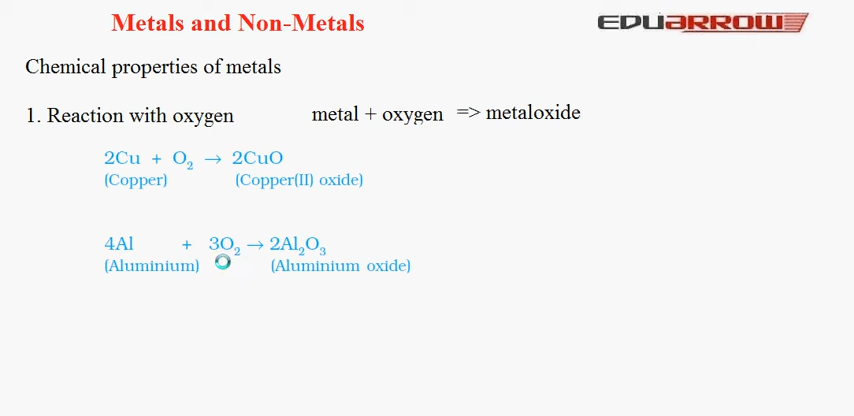 Metals and Non-Metals
EDUARROW
Chemical properties of metals
1. Reaction with oxygen metal + oxygen => metaloxide
2Cu + O₂ → 2CuO
(Copper) (Copper(II) oxide)
4Al + 3O₂ → 2Al₂O₃
(Aluminium) (Aluminium oxide)